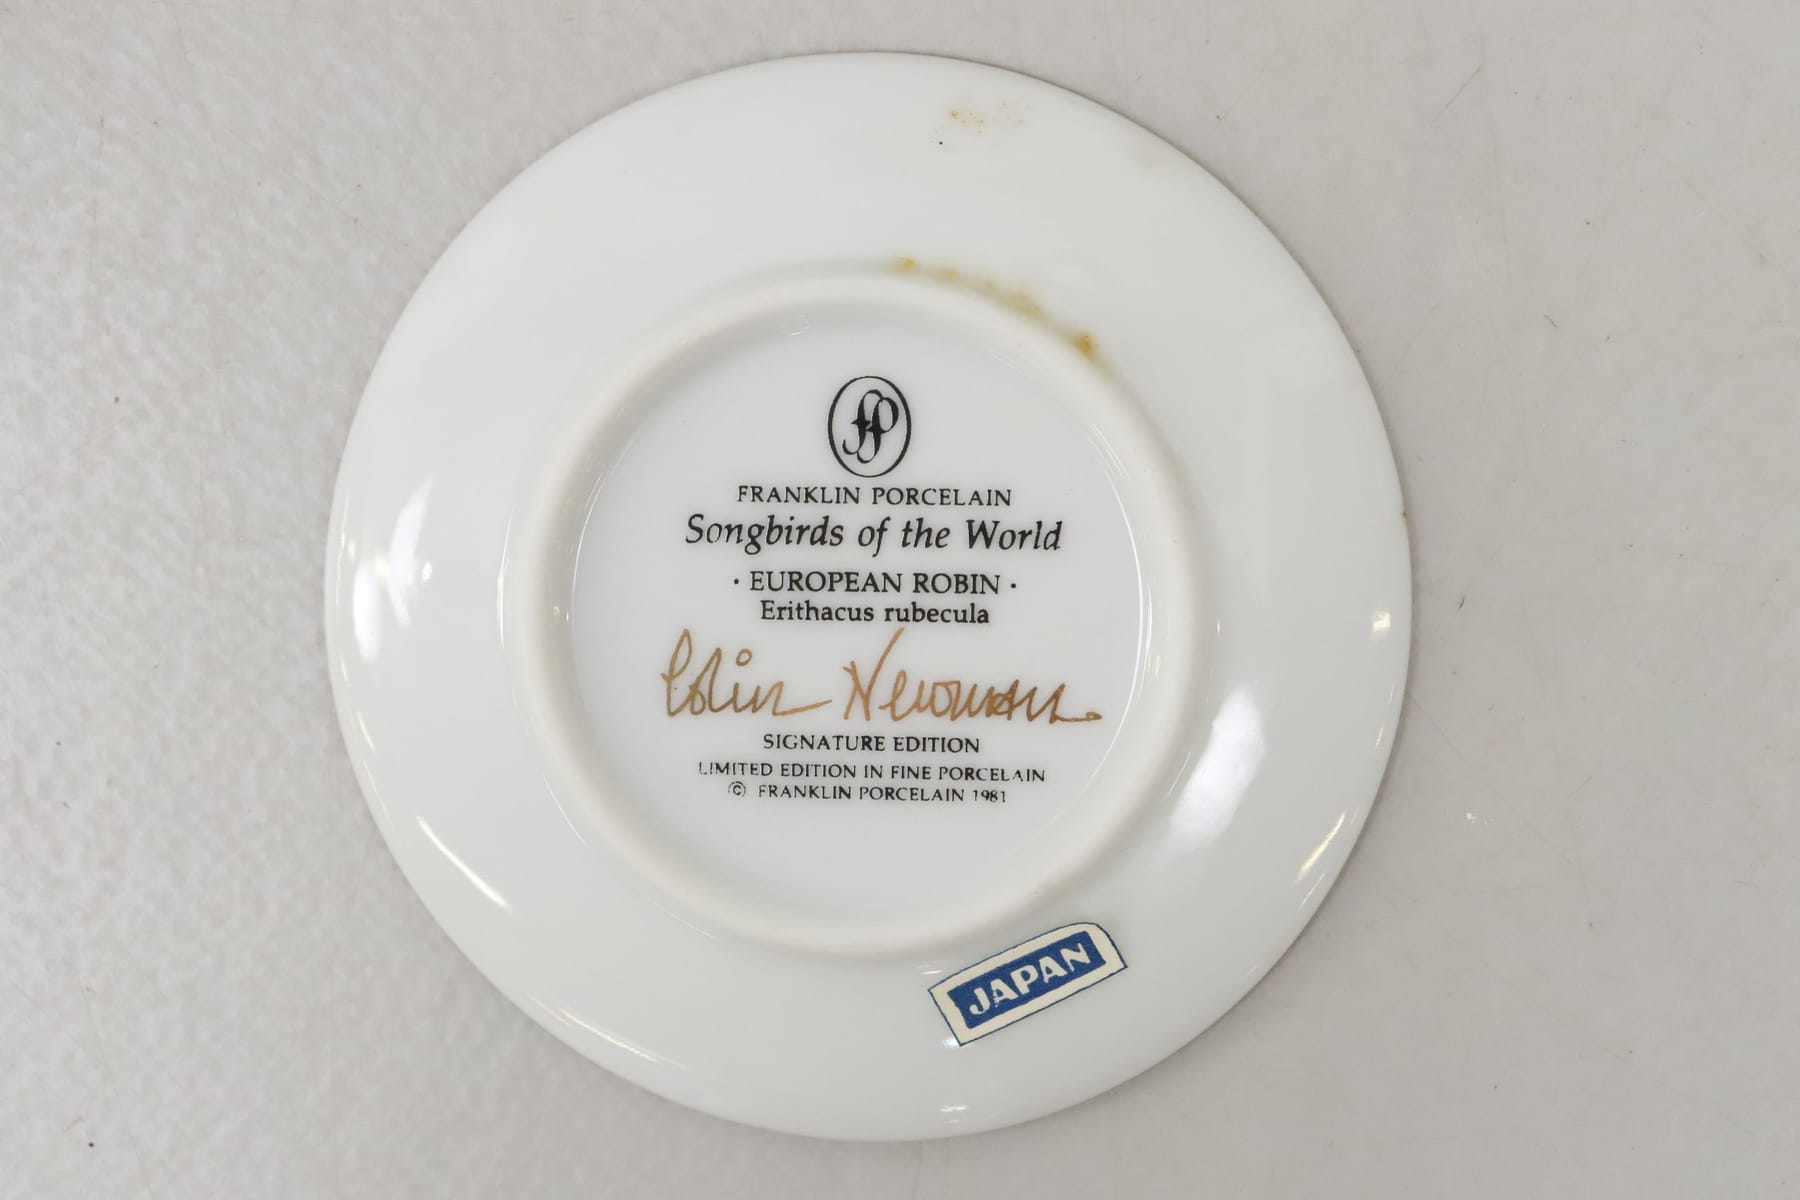 FP
FRANKLIN PORCELAIN
Songbirds of the World
· EUROPEAN ROBIN ·
Erithacus rubecula
Colin Newman.
SIGNATURE EDITION
LIMITED EDITION IN FINE PORCELAIN
© FRANKLIN PORCELAIN 1981
JAPAN